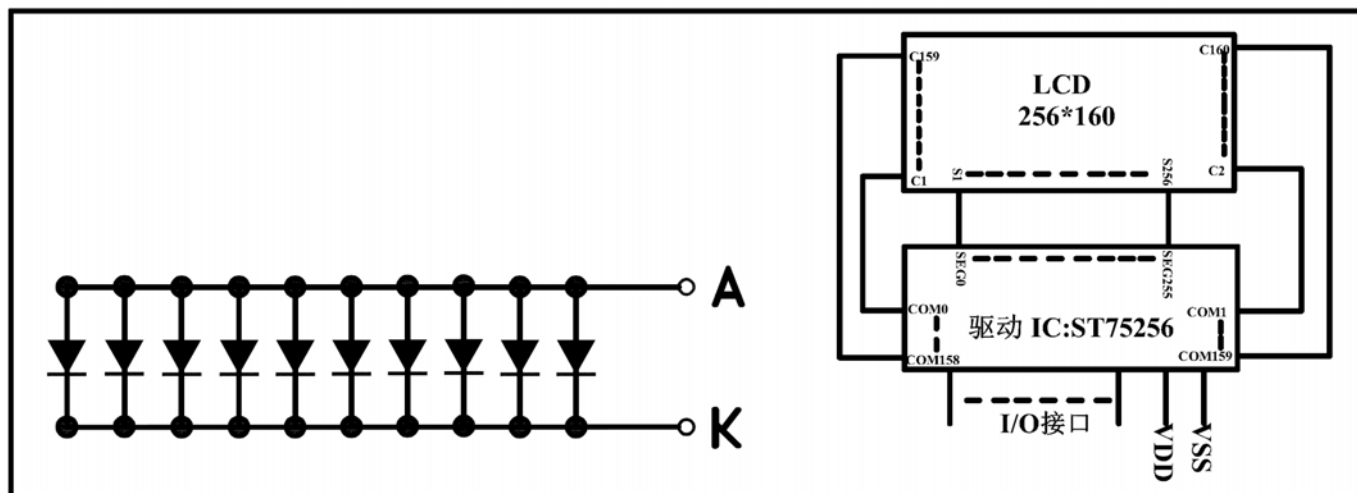 A
K
C159
C160
LCD
256*160
C1
S1
S256
C2
SEG0
SEG255
COM0
COM1
驱动 IC:ST75256
COM158
COM159
I/O接口
VDD
VSS